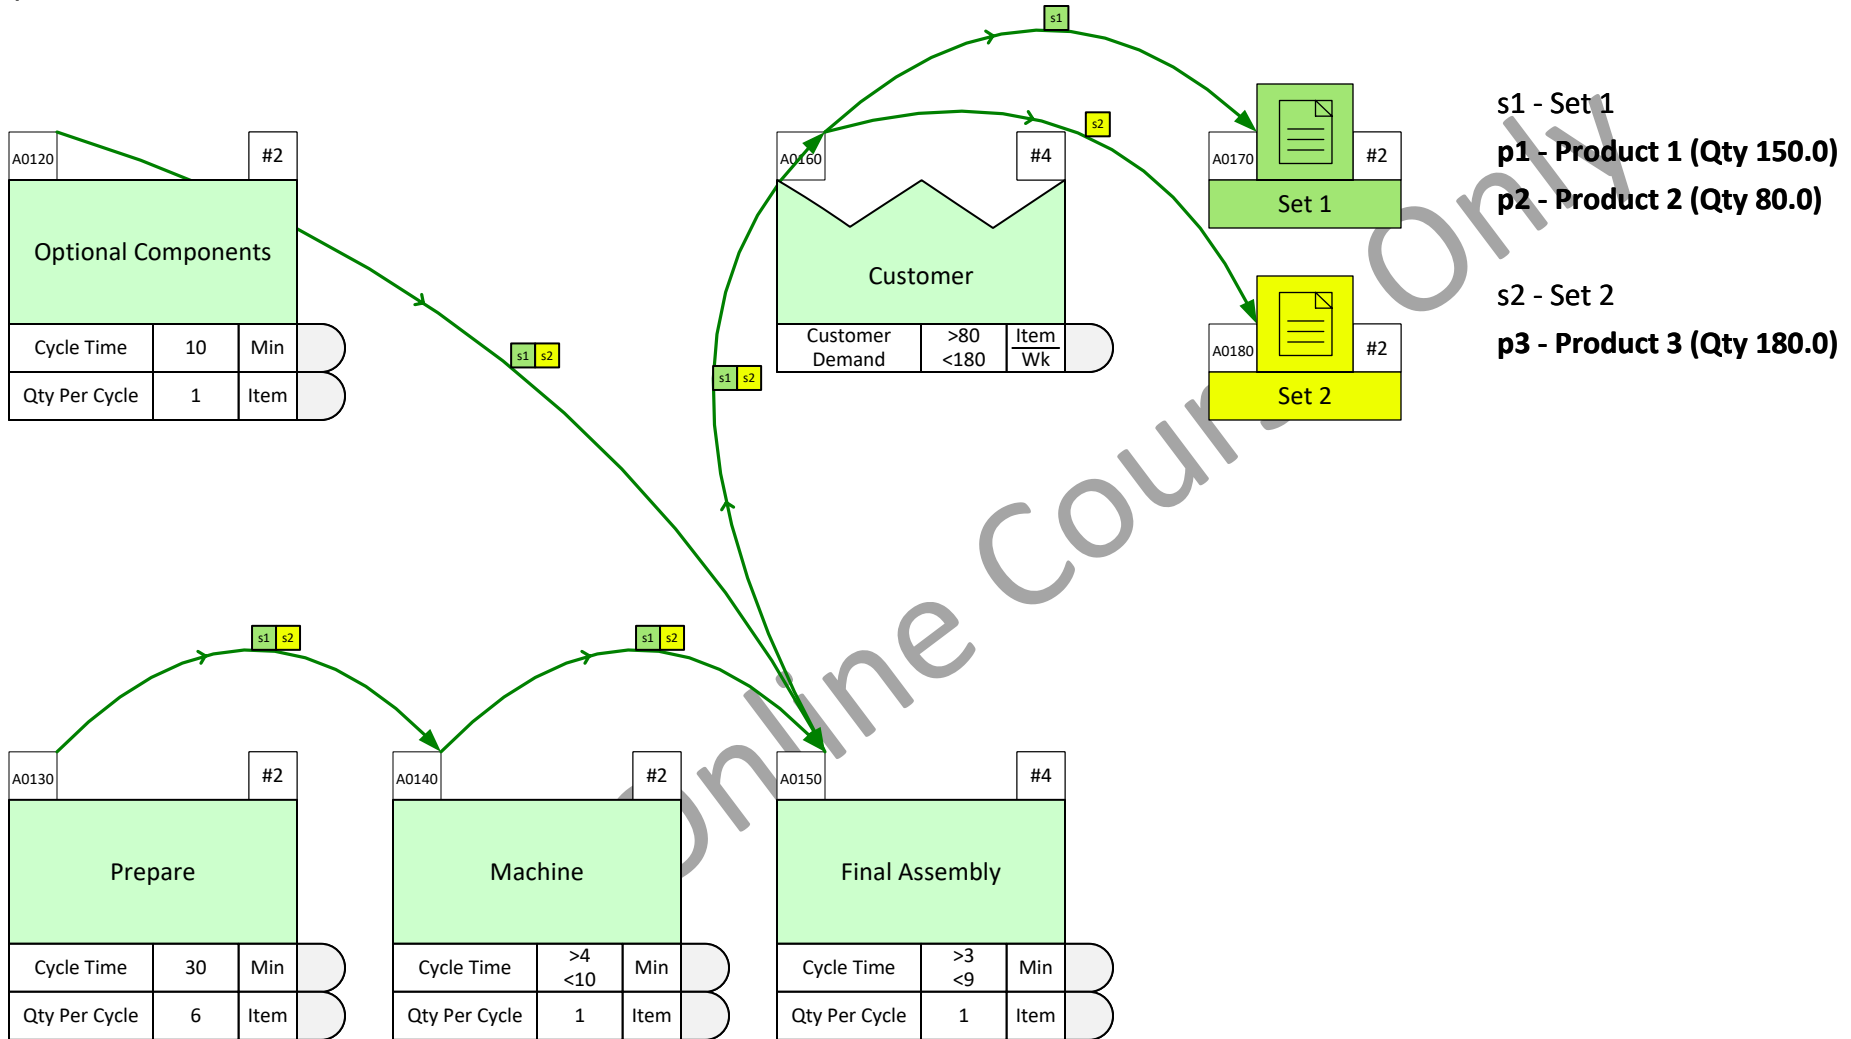 s1
s2
A0120
#2
Optional Components
Cycle Time 10 Min
Qty Per Cycle 1 Item
s1 s2
A0160
#4
Customer
Customer Demand >80 <180 Item Wk
s1 s2
A0170
#2
Set 1
A0180
#2
Set 2
s1 - Set 1
p1 - Product 1 (Qty 150.0)
p2 - Product 2 (Qty 80.0)
s2 - Set 2
p3 - Product 3 (Qty 180.0)
s1 s2
s1 s2
A0130
#2
Prepare
Cycle Time 30 Min
Qty Per Cycle 6 Item
A0140
#2
Machine
Cycle Time >4 <10 Min
Qty Per Cycle 1 Item
A0150
#4
Final Assembly
Cycle Time >3 <9 Min
Qty Per Cycle 1 Item
Online Course Only